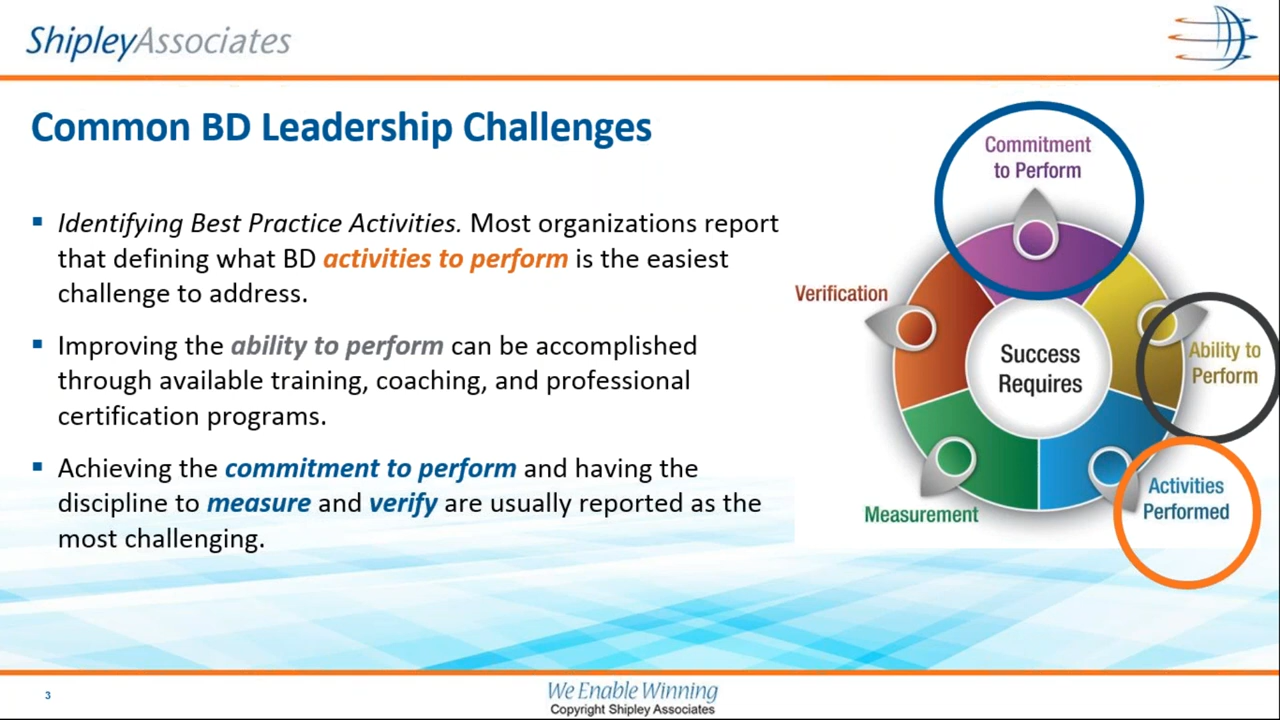 ShipleyAssociates
Common BD Leadership Challenges
Identifying Best Practice Activities. Most organizations report
that defining what BD activities to perform is the easiest
challenge to address.
Improving the ability to perform can be accomplished
through available training, coaching, and professional
certification programs.
Achieving the commitment to perform and having the
discipline to measure and verify are usually reported as the
most challenging.
Commitment
to Perform
Verification
Ability to
Perform
Success
Requires
Activities
Performed
Measurement
3
We Enable Winning
Copyright Shipley Associates